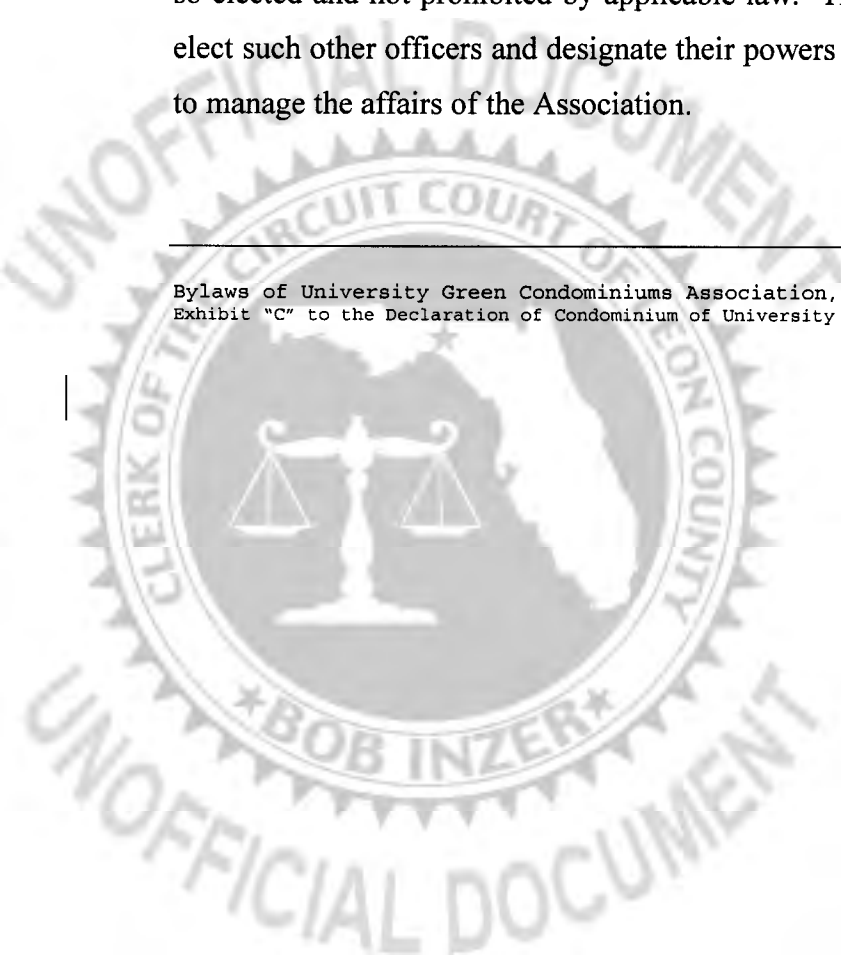 so elected and not prohibited by applicable law.
elect such other officers and designate their powers
to manage the affairs of the Association.
UNOFFICIAL DOCUMENT
CLERK OF THE CIRCUIT COURT OF LEON COUNTY
Bylaws of University Green Condominiums Association,
Exhibit "C" to the Declaration of Condominium of University
★BOB INZER★
UNOFFICIAL DOCUMENT